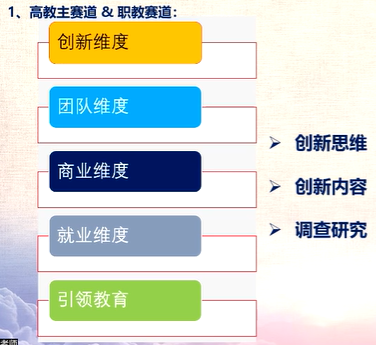 1、高教主赛道 & 职教赛道：
创新维度
团队维度
商业维度
就业维度
引领教育
➢ 创新思维
➢ 创新内容
➢ 调查研究
老师